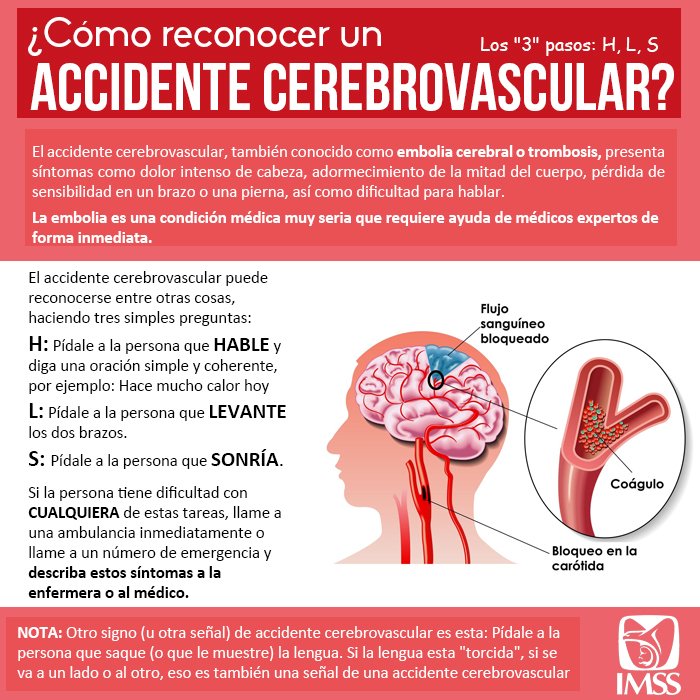 ¿Cómo reconocer un
Los "3" pasos: H, L, S
ACCIDENTE CEREBROVASCULAR?
El accidente cerebrovascular, también conocido como embolia cerebral o trombosis, presenta
síntomas como dolor intenso de cabeza, adormecimiento de la mitad del cuerpo, pérdida de
sensibilidad en un brazo o una pierna, así como dificultad para hablar.
La embolia es una condición médica muy seria que requiere ayuda de médicos expertos de
forma inmediata.
El accidente cerebrovascular puede
reconocerse entre otras cosas,
haciendo tres simples preguntas:
H: Pídale a la persona que HABLE y
diga una oración simple y coherente,
por ejemplo: Hace mucho calor hoy
L: Pídale a la persona que LEVANTE
los dos brazos.
S: Pídale a la persona que SONRÍA.
Si la persona tiene dificultad con
CUALQUIERA de estas tareas, llame a
una ambulancia inmediatamente o
llame a un número de emergencia y
describa estos síntomas a la
enfermera o al médico.
Flujo
sanguíneo
bloqueado
Coágulo
Bloqueo en la
carótida
NOTA: Otro signo (u otra señal) de accidente cerebrovascular es esta: Pídale a la
persona que saque (o que le muestre) la lengua. Si la lengua esta "torcida", si se
va a un lado o al otro, eso es también una señal de una accidente cerebrovascular
IMSS